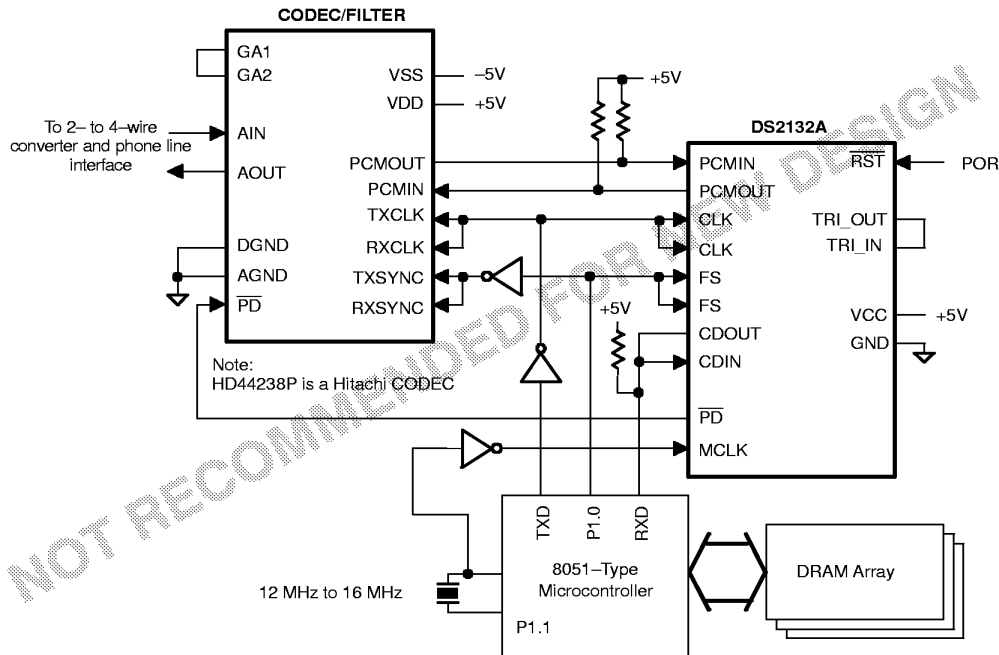 CODEC/FILTER
GA1
GA2
VSS
–5V
VDD
+5V
To 2– to 4–wire
converter and phone line
interface
AIN
AOUT
PCMOUT
PCMIN
TXCLK
RXCLK
DGND
AGND
TXSYNC
RXSYNC
PD
Note:
HD44238P is a Hitachi CODEC
+5V
+5V
DS2132A
PCMIN
RST
POR
PCMOUT
CLK
TRI_OUT
CLK
TRI_IN
FS
FS
VCC
+5V
CDOUT
GND
CDIN
PD
MCLK
TXD
P1.0
RXD
12 MHz to 16 MHz
8051–Type
Microcontroller
P1.1
DRAM Array
NOT RECOMMENDED FOR NEW DESIGN